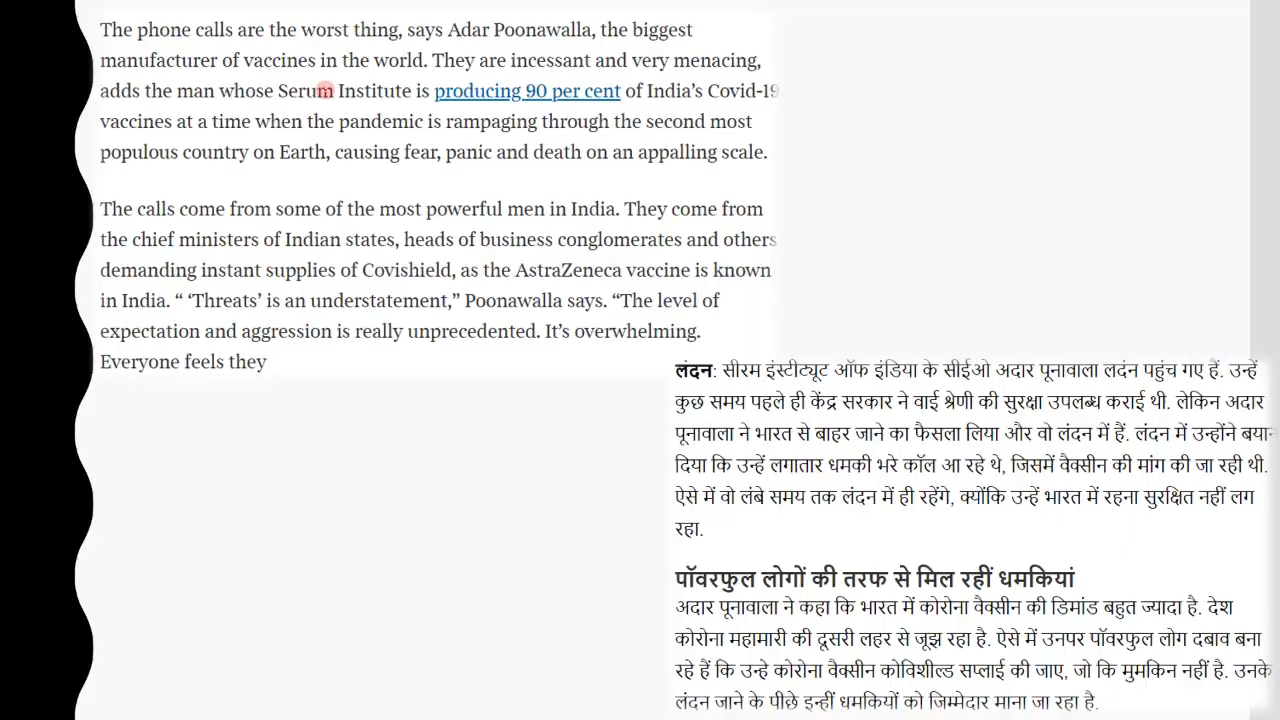 The phone calls are the worst thing, says Adar Poonawalla, the biggest
manufacturer of vaccines in the world. They are incessant and very menacing,
adds the man whose Serum Institute is producing 90 per cent of India’s Covid-19
vaccines at a time when the pandemic is rampaging through the second most
populous country on Earth, causing fear, panic and death on an appalling scale.
The calls come from some of the most powerful men in India. They come from
the chief ministers of Indian states, heads of business conglomerates and others
demanding instant supplies of Covishield, as the AstraZeneca vaccine is known
in India. “ ‘Threats’ is an understatement,” Poonawalla says. “The level of
expectation and aggression is really unprecedented. It’s overwhelming.
Everyone feels they
लंदन: सीरम इंस्टीट्यूट ऑफ इंडिया के सीईओ अदार पूनावाला लदंन पहुंच गए हैं. उन्हें
कुछ समय पहले ही केंद्र सरकार ने वाई श्रेणी की सुरक्षा उपलब्ध कराई थी. लेकिन अदार
पूनावाला ने भारत से बाहर जाने का फैसला लिया और वो लंदन में हैं. लंदन में उन्होंने बयान
दिया कि उन्हें लगातार धमकी भरे कॉल आ रहे थे, जिसमें वैक्सीन की मांग की जा रही थी.
ऐसे में वो लंबे समय तक लंदन में ही रहेंगे, क्योंकि उन्हें भारत में रहना सुरक्षित नहीं लग
रहा.
पॉवरफुल लोगों की तरफ से मिल रहीं धमकियां
अदार पूनावाला ने कहा कि भारत में कोरोना वैक्सीन की डिमांड बहुत ज्यादा है. देश
कोरोना महामारी की दूसरी लहर से जूझ रहा है. ऐसे में उनपर पॉवरफुल लोग दबाव बना
रहे हैं कि उन्हे कोरोना वैक्सीन कोविशील्ड सप्लाई की जाए, जो कि मुमकिन नहीं है. उनके
लंदन जाने के पीछे इन्हीं धमकियों को जिम्मेदार माना जा रहा है.